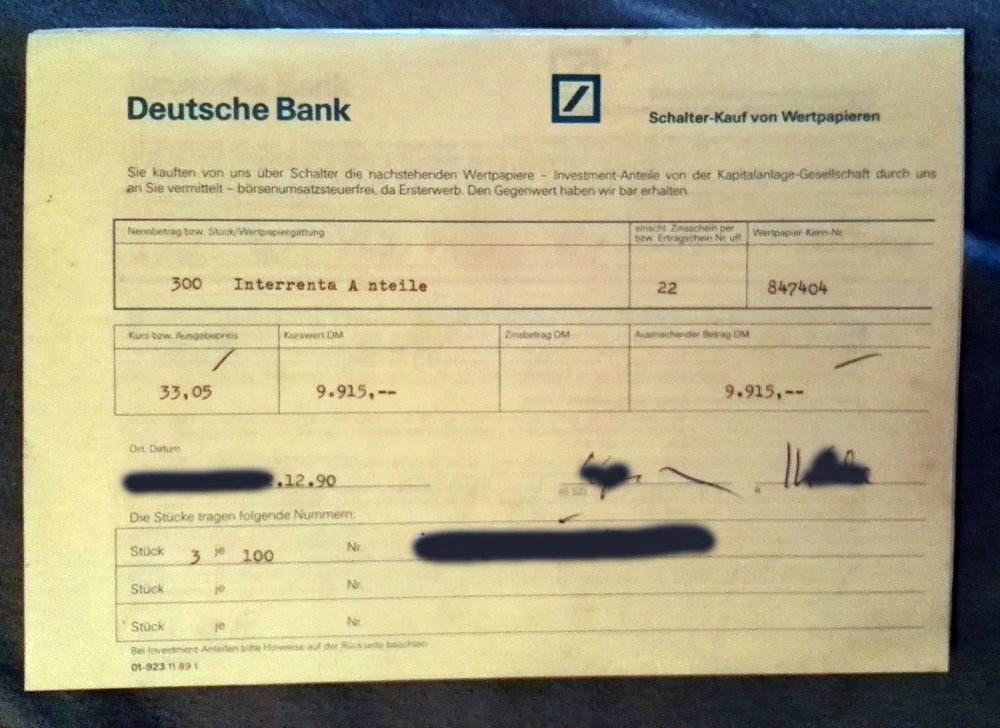 Deutsche Bank
Schalter-Kauf von Wertpapieren
Sie kauften von uns über Schalter die nachstehenden Wertpapiere – Investment-Anteile von der Kapitalanlage-Gesellschaft durch uns
an Sie vermittelt – börsenumsatzsteuerfrei, da Ersterwerb. Den Gegenwert haben wir bar erhalten.
Nennbetrag bzw. Stück/Wertpapiergattung
einschl. Zinsschein per
bzw. Ertragschein Nr. uff.
Wertpapier-Kenn-Nr.
300 Interrenta A nteile
22
847404
Kurs bzw. Ausgabepreis
Kurswert DM
Zinsbetrag DM
Ausmachender Betrag DM
33,05
9.915,--
9.915,--
Ort, Datum
.12.90
Die Stücke tragen folgende Nummern:
Stück 3 je 100 Nr.
Stück je Nr.
Stück je Nr.
Bei Investment-Anteilen bitte Hinweise auf der Rückseite beachten
01-923 11 89 1